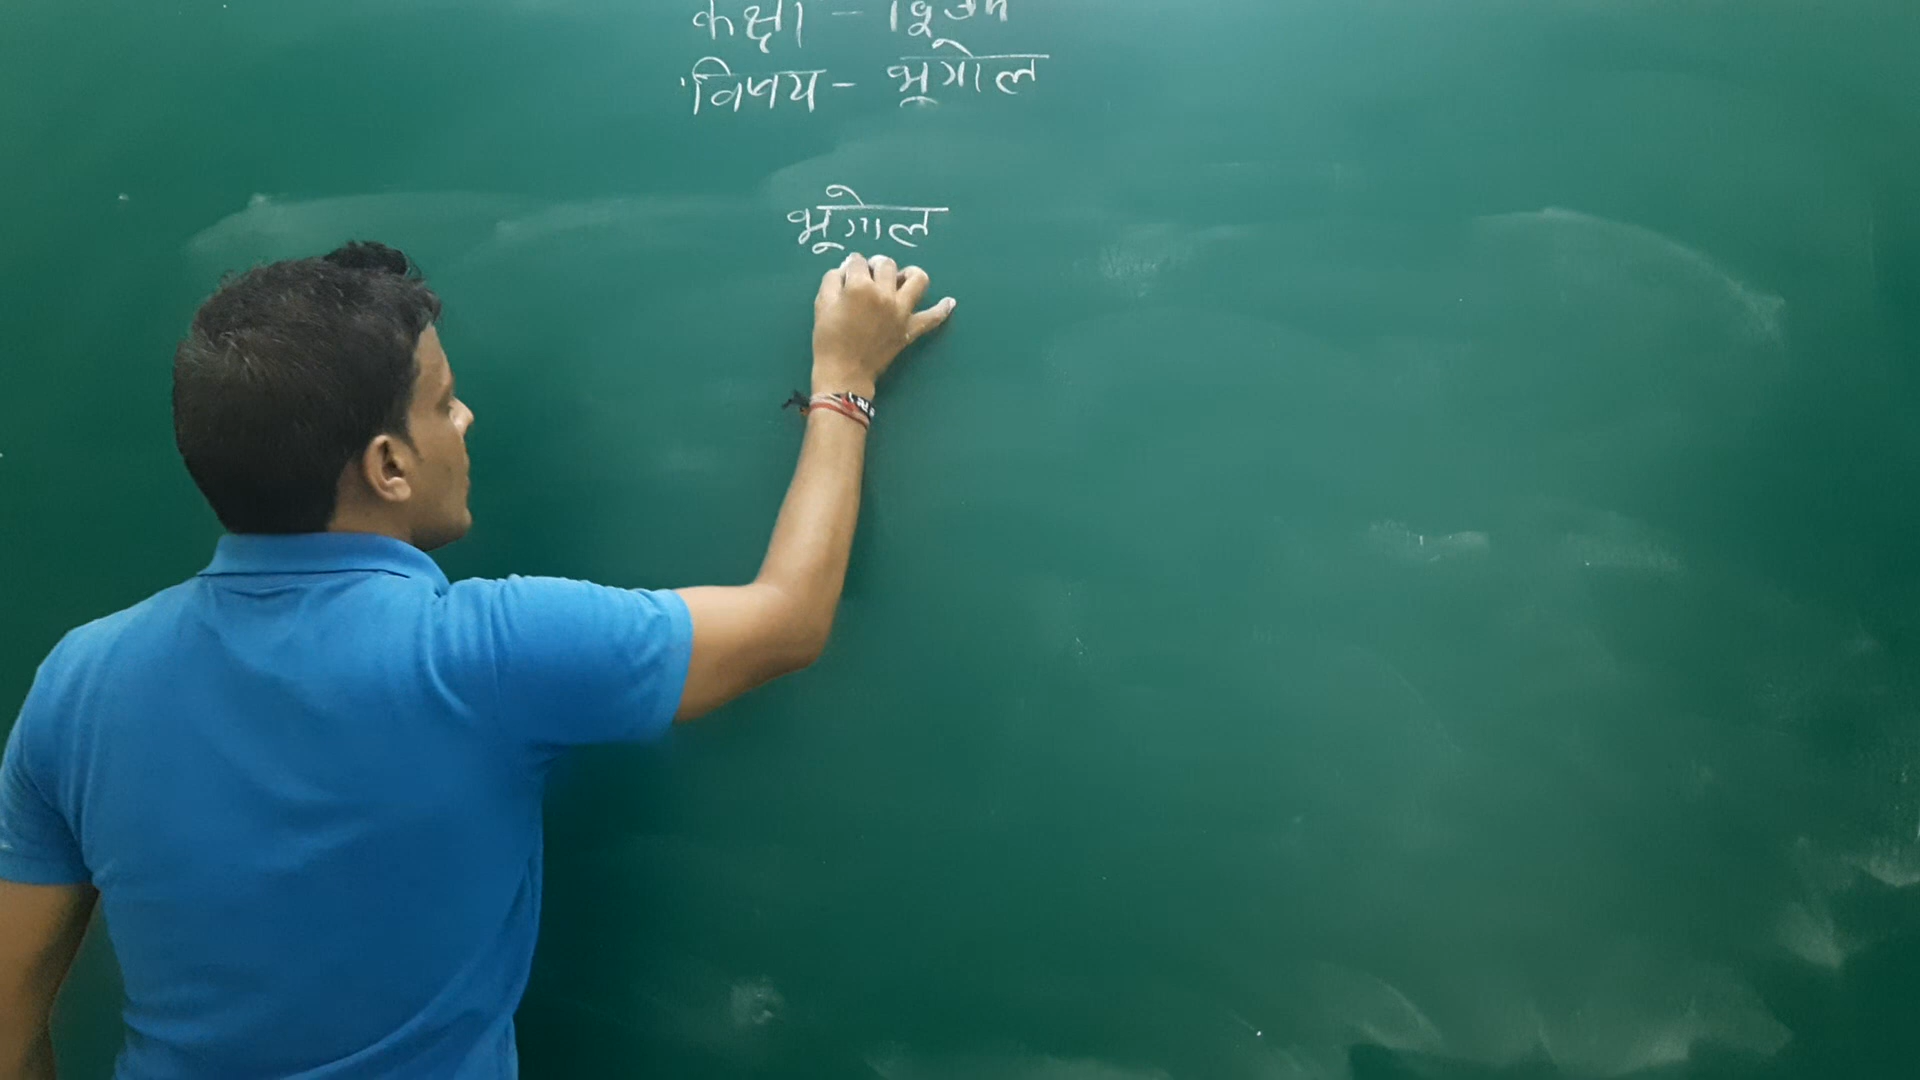 कक्षा -
विषय - भूगोल
भूगोल